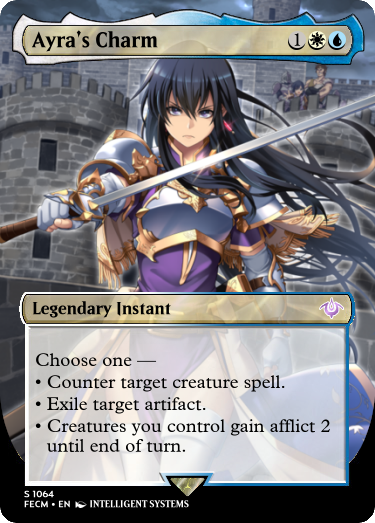 Ayra's Charm 1
Legendary Instant
Choose one —
• Counter target creature spell.
• Exile target artifact.
• Creatures you control gain afflict 2
until end of turn.
S 1064
FECM • EN INTELLIGENT SYSTEMS